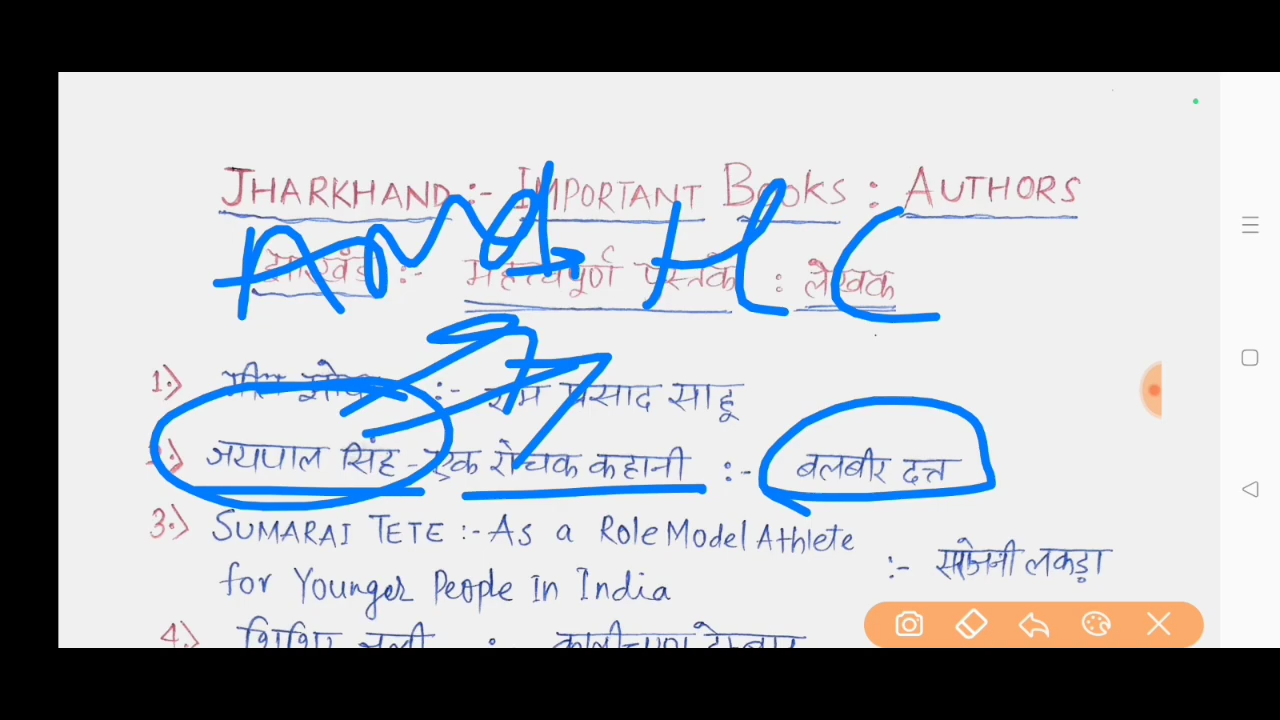 JHARKHAND :- IMPORTANT BOOKS : AUTHORS
झारखंड :- महत्वपूर्ण पुस्तकें : लेखक
HC
1.) :- राम प्रसाद साहू
2.) जयपाल सिंह - एक रोचक कहानी :- बलबीर दत्त
3.) SUMARAI TETE :- As a Role Model Athlete
for Younger People In India :- सरोजनी लकड़ा
4.)